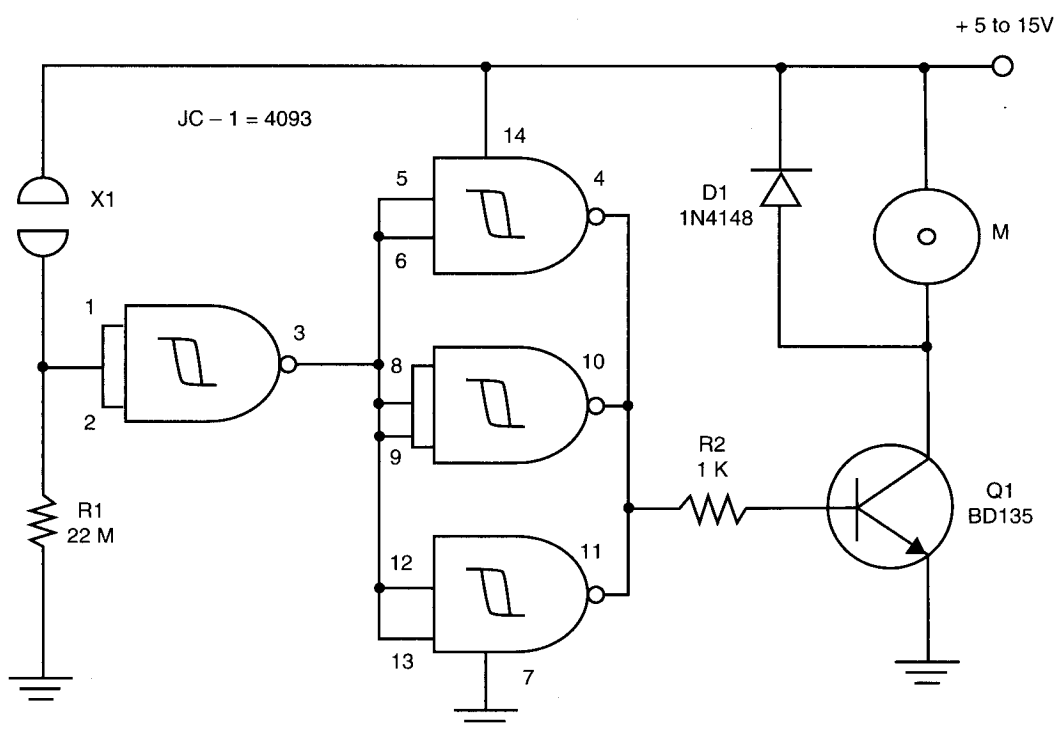 + 5 to 15V
JC – 1 = 4093
14
5
4
X1
D1
1N4148
M
6
1
3
8
10
2
9
R2
1 K
Q1
BD135
R1
22 M
12
11
13
7